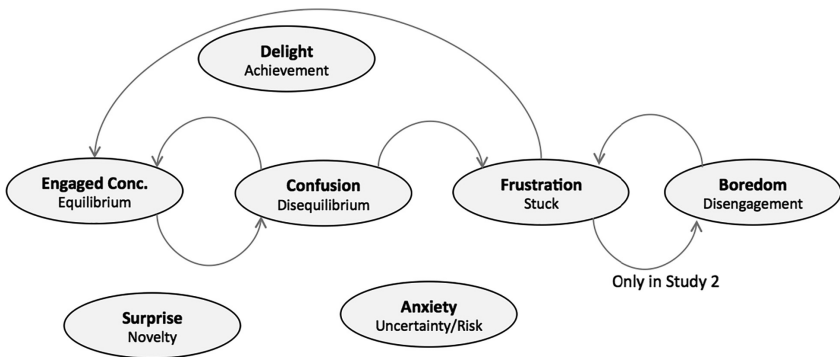 Delight
Achievement
Engaged Conc.
Equilibrium
Confusion
Disequilibrium
Frustration
Stuck
Boredom
Disengagement
Only in Study 2
Surprise
Novelty
Anxiety
Uncertainty/Risk